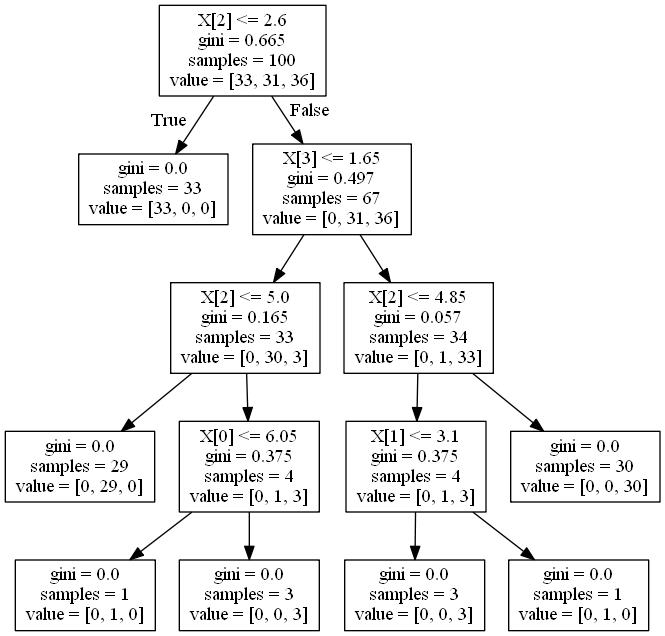 X[2] <= 2.6
gini = 0.665
samples = 100
value = [33, 31, 36]
True
False
gini = 0.0
samples = 33
value = [33, 0, 0]
X[3] <= 1.65
gini = 0.497
samples = 67
value = [0, 31, 36]
X[2] <= 5.0
gini = 0.165
samples = 33
value = [0, 30, 3]
X[2] <= 4.85
gini = 0.057
samples = 34
value = [0, 1, 33]
gini = 0.0
samples = 29
value = [0, 29, 0]
X[0] <= 6.05
gini = 0.375
samples = 4
value = [0, 1, 3]
X[1] <= 3.1
gini = 0.375
samples = 4
value = [0, 1, 3]
gini = 0.0
samples = 30
value = [0, 0, 30]
gini = 0.0
samples = 1
value = [0, 1, 0]
gini = 0.0
samples = 3
value = [0, 0, 3]
gini = 0.0
samples = 3
value = [0, 0, 3]
gini = 0.0
samples = 1
value = [0, 1, 0]